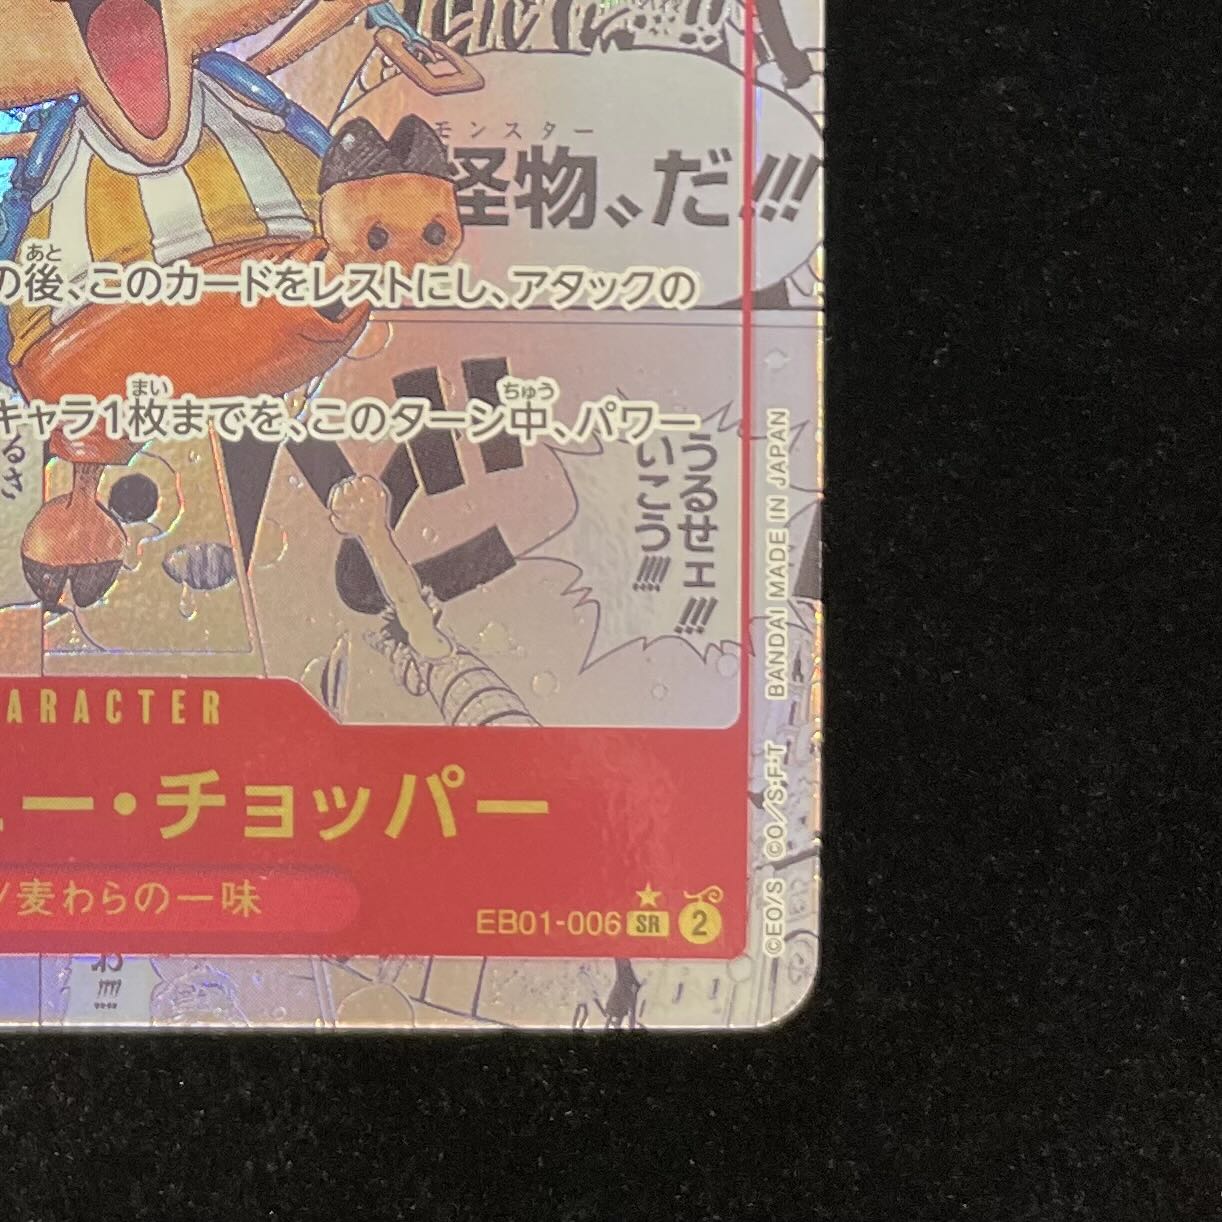 モンスター
怪物〟だ!!!
の後、このカードをレストにし、アタックの
あと
キャラ1枚までを、このターン中、パワー
まい
ちゅう
うるせェ!!!
いこう!!!!
ARACTER
ー・チョッパー
/麦わらの一味
EB01-006 SR 2
©EO/S ©O/S・F・T BANDAI MADE IN JAPAN